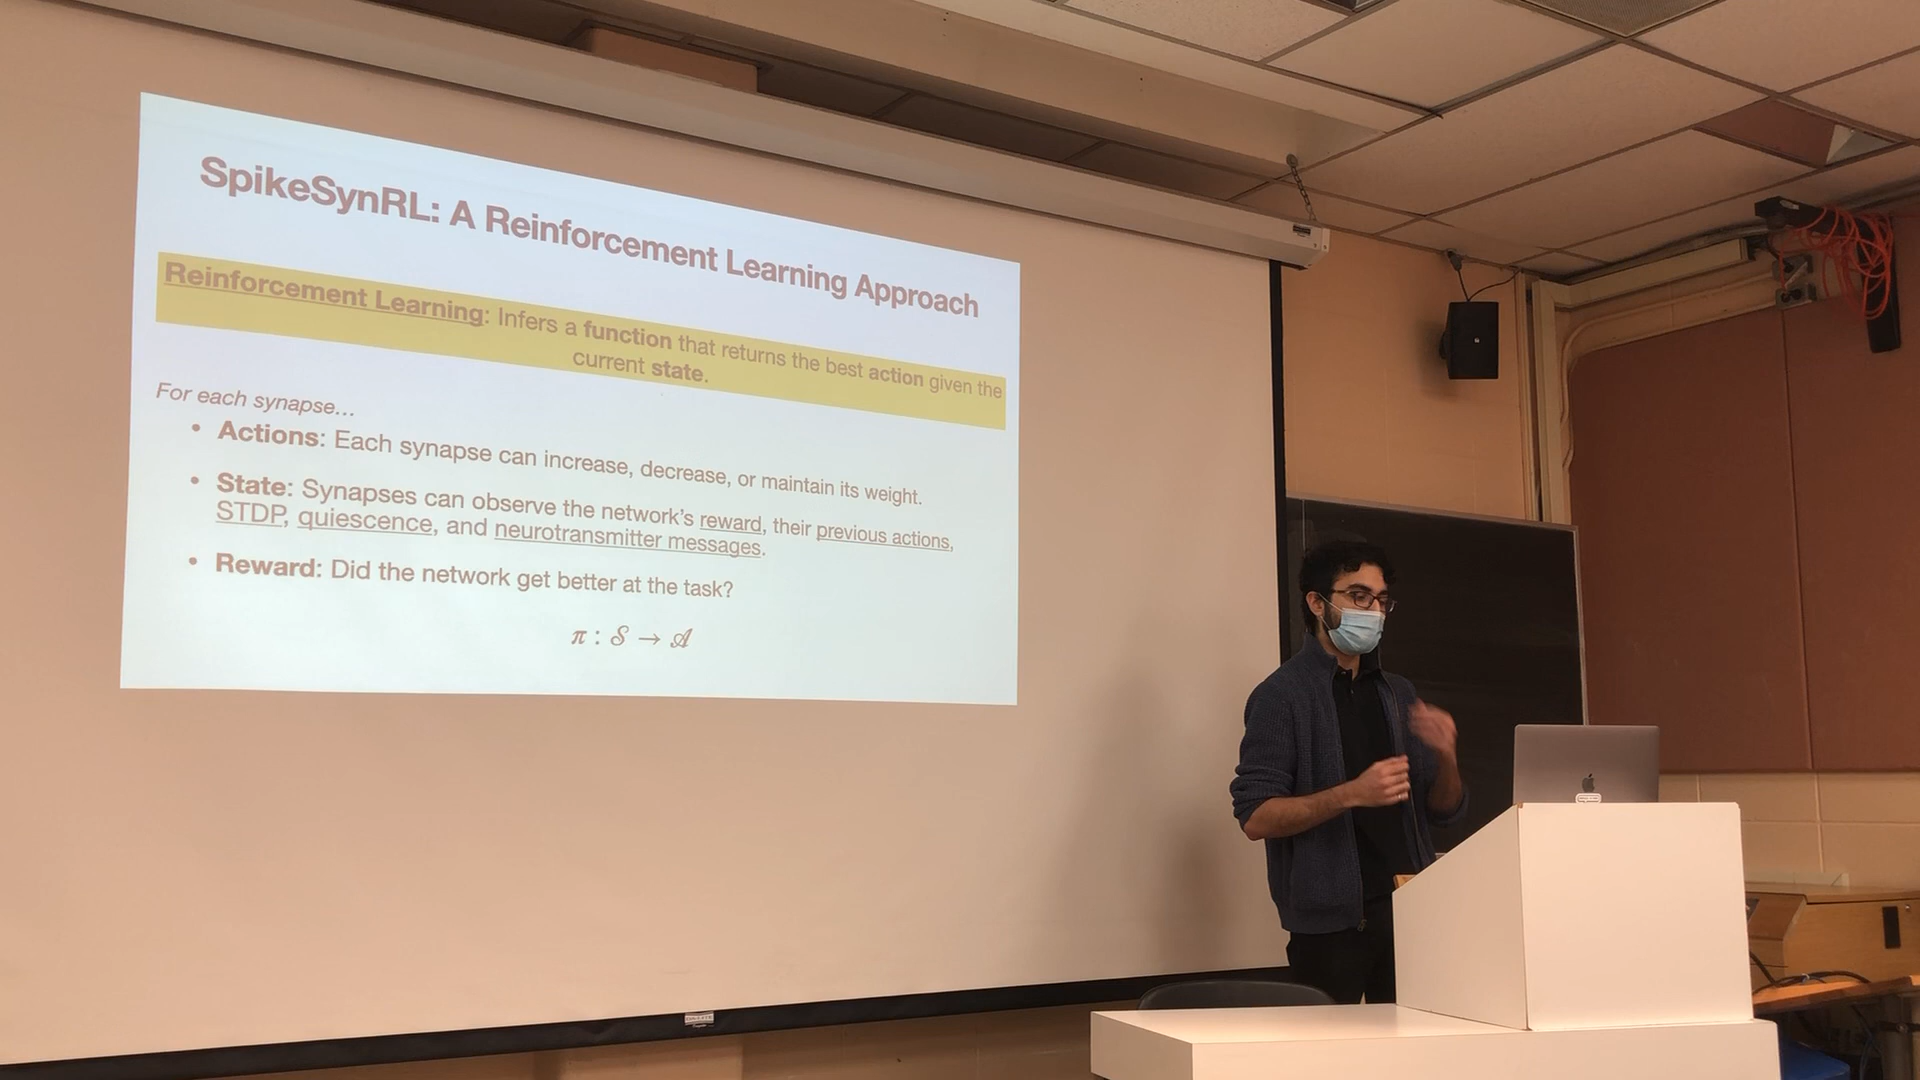 SpikeSynRL: A Reinforcement Learning Approach
Reinforcement Learning: Infers a function that returns the best action given the
current state.
For each synapse…
• Actions: Each synapse can increase, decrease, or maintain its weight.
• State: Synapses can observe the network’s reward, their previous actions,
STDP, quiescence, and neurotransmitter messages.
• Reward: Did the network get better at the task?
π : 𝒮 → 𝒜